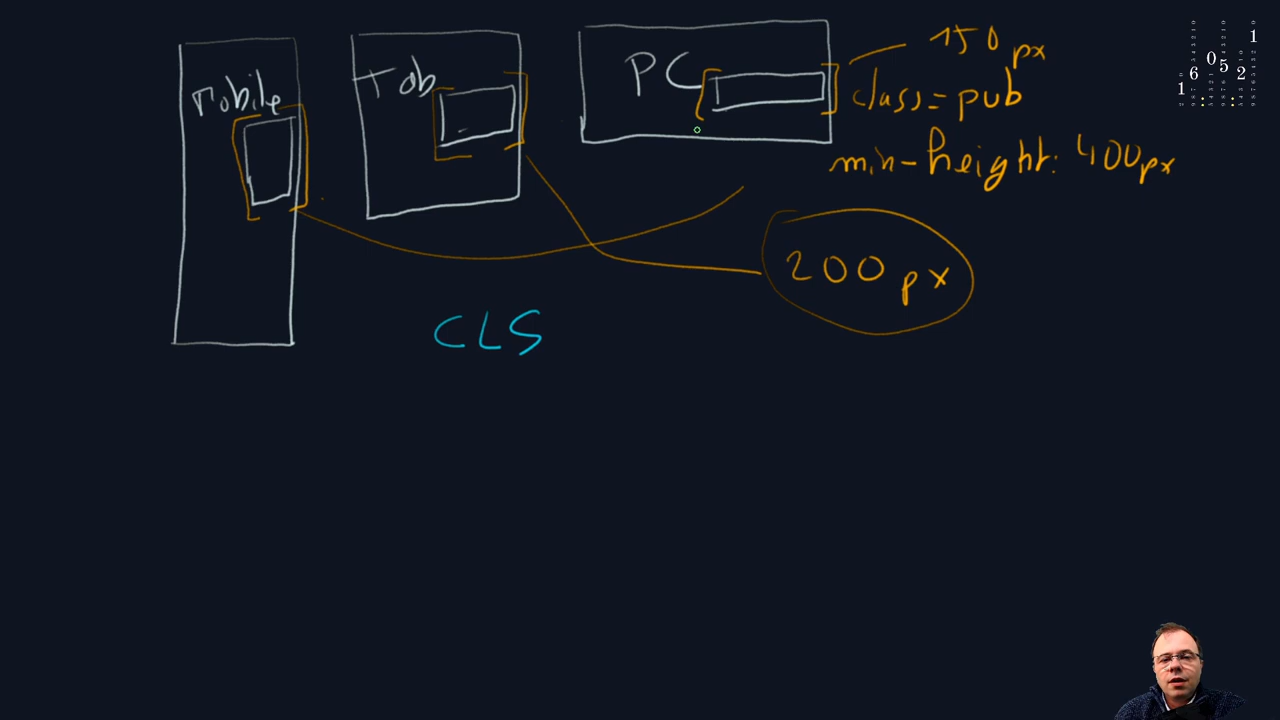 Mobile
Tab
PC
150 px
class=pub
min-height: 400px
200 px
CLS